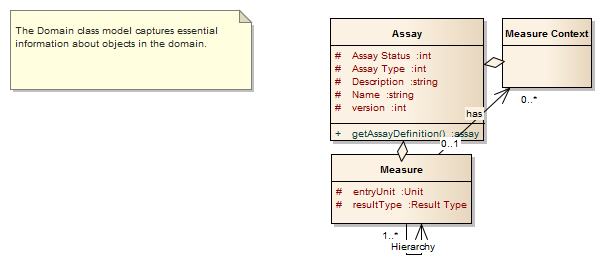 The Domain class model captures essential
information about objects in the domain.
Assay
# Assay Status :int
# Assay Type :int
# Description :string
# Name :string
# version :int
+ getAssayDefinition() :assay
Measure Context
0..*
has
0..1
Measure
# entryUnit :Unit
# resultType :Result Type
1..*
Hierarchy